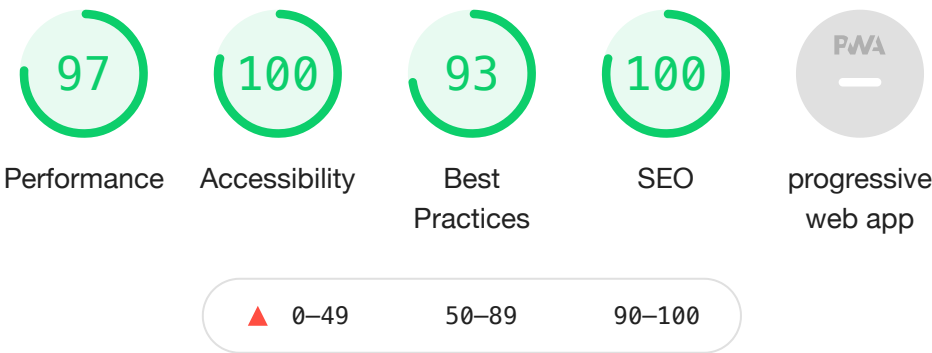 97
100
93
100
PWA
Performance
Accessibility
Best
Practices
SEO
progressive
web app
0–49
50–89
90–100